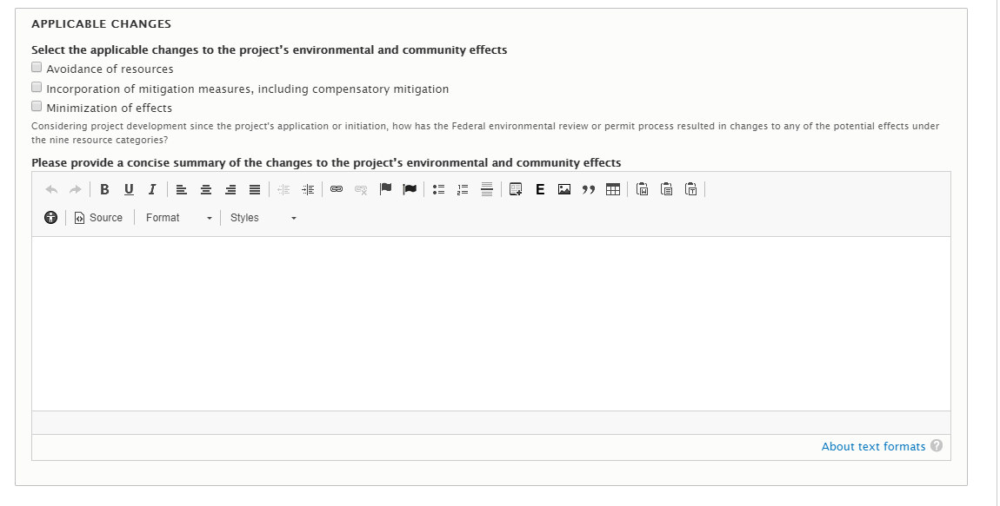 APPLICABLE CHANGES
Select the applicable changes to the project's environmental and community effects
Avoidance of resources
Incorporation of mitigation measures, including compensatory mitigation
Minimization of effects
Considering project development since the project's application or initiation, how has the Federal environmental review or permit process resulted in changes to any of the potential effects under
the nine resource categories?
Please provide a concise summary of the changes to the project's environmental and community effects
B U I E
Source Format Styles
About text formats ?